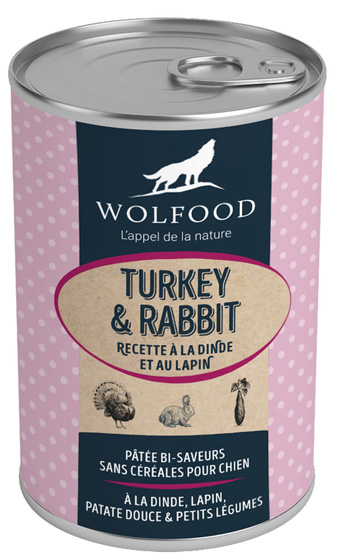 WOLFOOD
L'appel de la nature
TURKEY
& RABBIT
RECETTE À LA DINDE
ET AU LAPIN
PÂTÉE BI-SAVEURS
SANS CÉRÉALES POUR CHIEN
À LA DINDE, LAPIN,
PATATE DOUCE & PETITS LÉGUMES